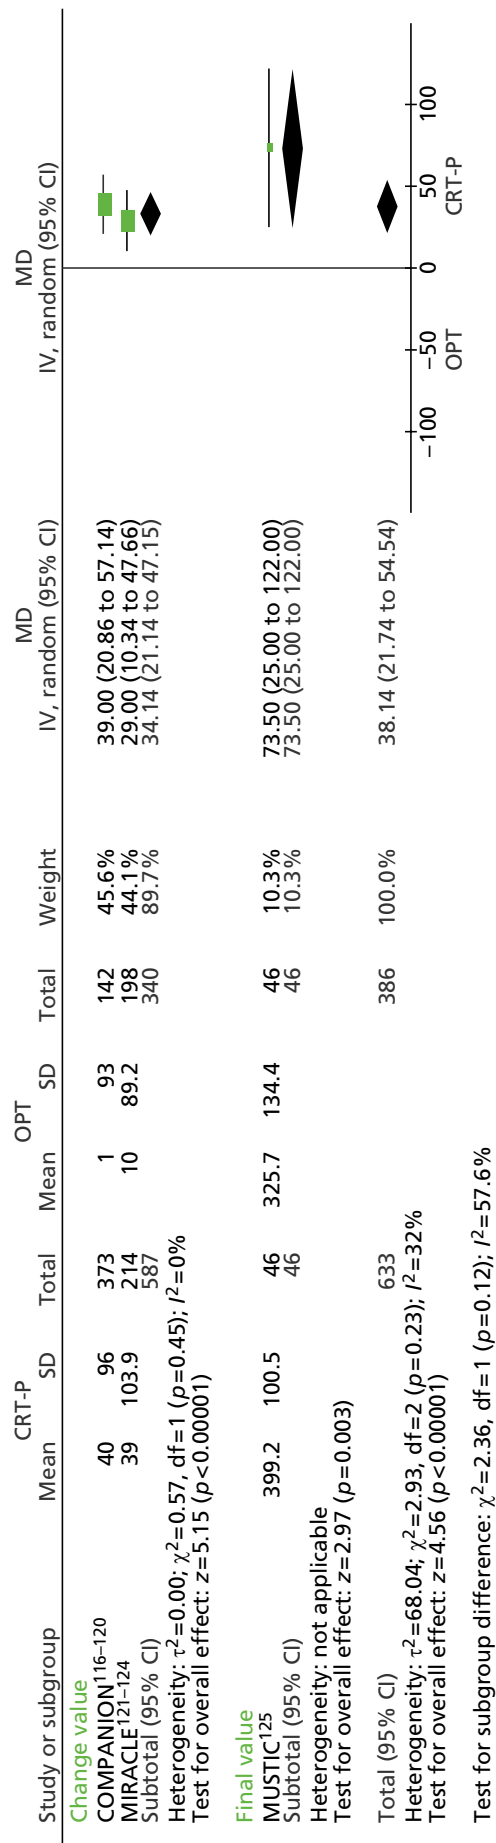 CRT-P OPT MD MD
Study or subgroup Mean SD Total Mean SD Total Weight IV, random (95% CI) IV, random (95% CI)
Change value
COMPANION116–120 40 96 373 1 93 142 45.6% 39.00 (20.86 to 57.14)
MIRACLE121–124 39 103.9 214 10 89.2 198 44.1% 29.00 (10.34 to 47.66)
Subtotal (95% CI) 587 340 89.7% 34.14 (21.14 to 47.15)
Heterogeneity: τ2=0.00; χ2=0.57, df=1 (p=0.45); I2=0%
Test for overall effect: z=5.15 (p<0.00001)
Final value
MUSTIC125 399.2 100.5 46 325.7 134.4 46 10.3% 73.50 (25.00 to 122.00)
Subtotal (95% CI) 46 46 10.3% 73.50 (25.00 to 122.00)
Heterogeneity: not applicable
Test for overall effect: z=2.97 (p=0.003)
Total (95% CI) 633 386 100.0% 38.14 (21.74 to 54.54)
Heterogeneity: τ2=68.04; χ2=2.93, df=2 (p=0.23); I2=32%
Test for overall effect: z=4.56 (p<0.00001)
Test for subgroup difference: χ2=2.36, df=1 (p=0.12); I2=57.6%
−100 −50 0 50 100
OPT CRT-P